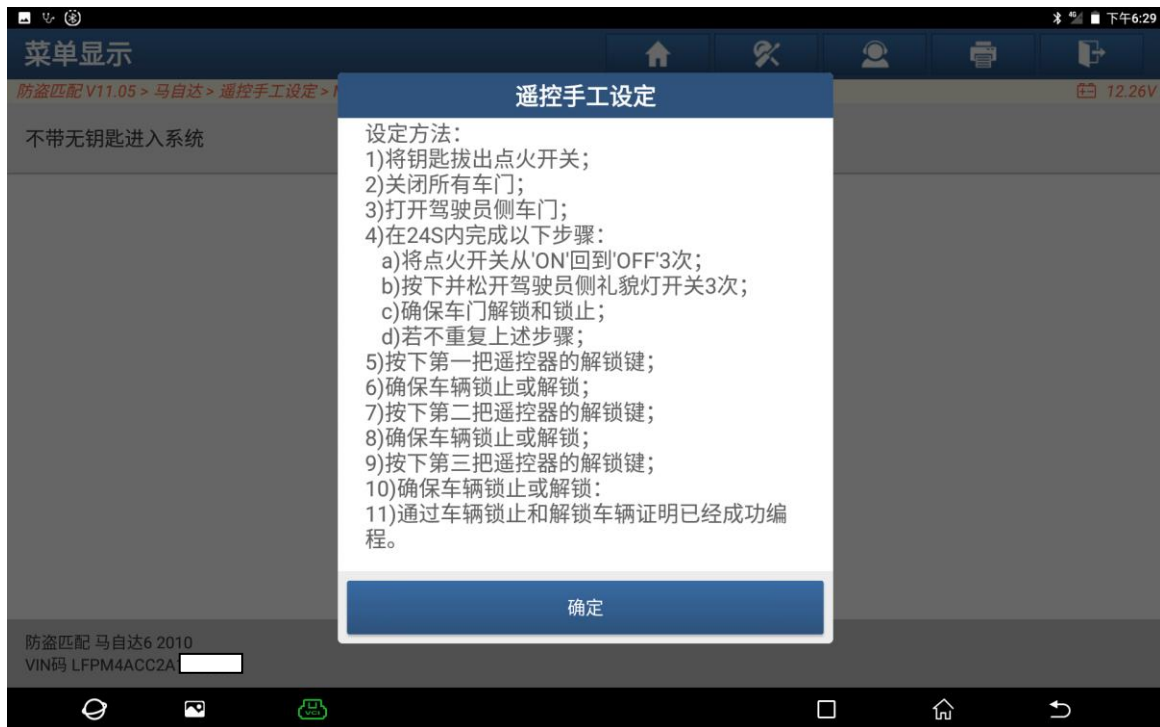 4G 下午6:29
菜单显示
防盗匹配 V11.05 > 马自达 > 遥控手工设定 >
12.26V
不带无钥匙进入系统
遥控手工设定
设定方法：
1)将钥匙拔出点火开关；
2)关闭所有车门；
3)打开驾驶员侧车门；
4)在24S内完成以下步骤：
a)将点火开关从'ON'回到'OFF'3次；
b)按下并松开驾驶员侧礼貌灯开关3次；
c)确保车门解锁和锁止；
d)若不重复上述步骤；
5)按下第一把遥控器的解锁键；
6)确保车辆锁止或解锁；
7)按下第二把遥控器的解锁键；
8)确保车辆锁止或解锁；
9)按下第三把遥控器的解锁键；
10)确保车辆锁止或解锁：
11)通过车辆锁止和解锁车辆证明已经成功编
程。
确定
防盗匹配 马自达6 2010
VIN码 LFPM4ACC2A
VCI